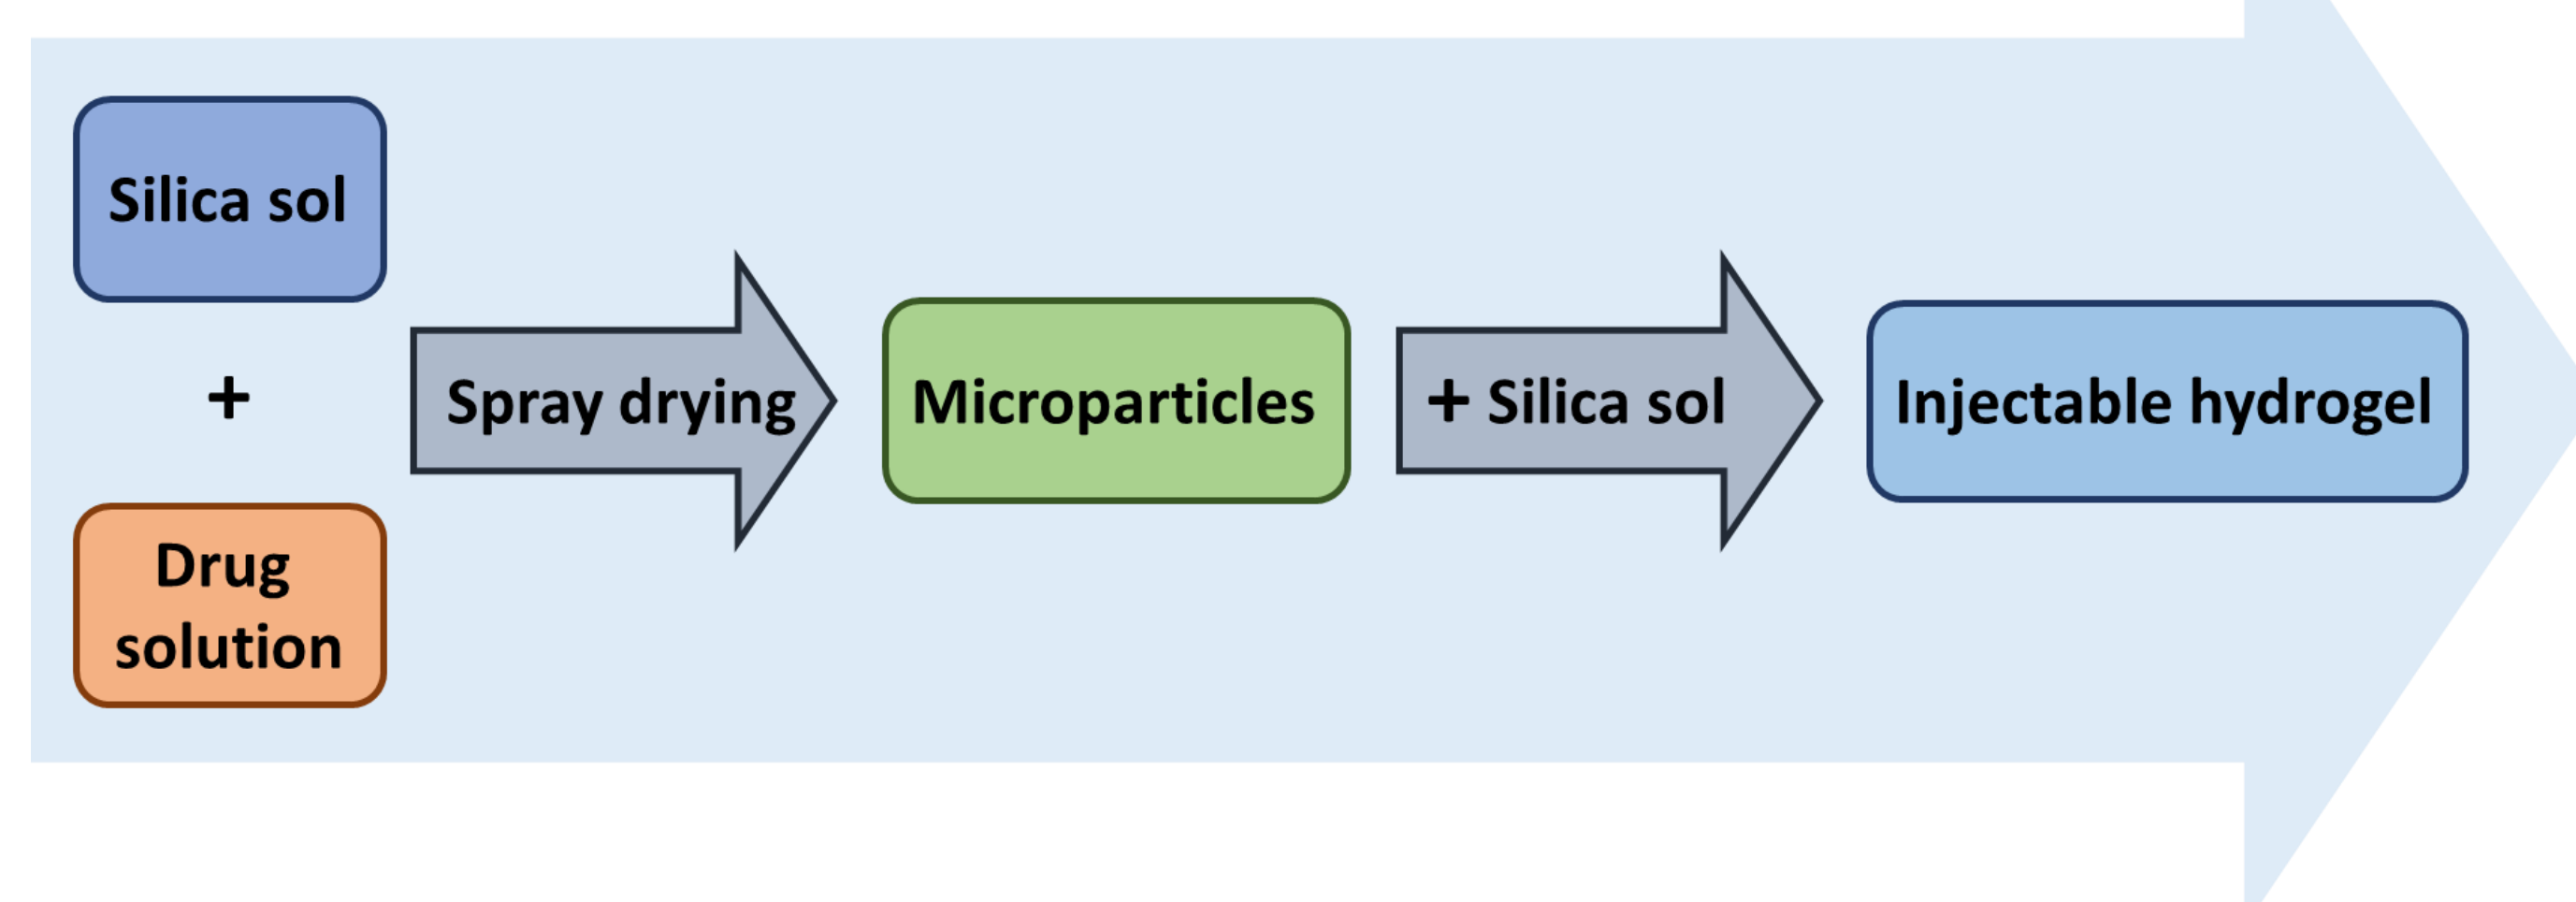 Silica sol
+
Drug
solution
Spray drying
Microparticles
+ Silica sol
Injectable hydrogel